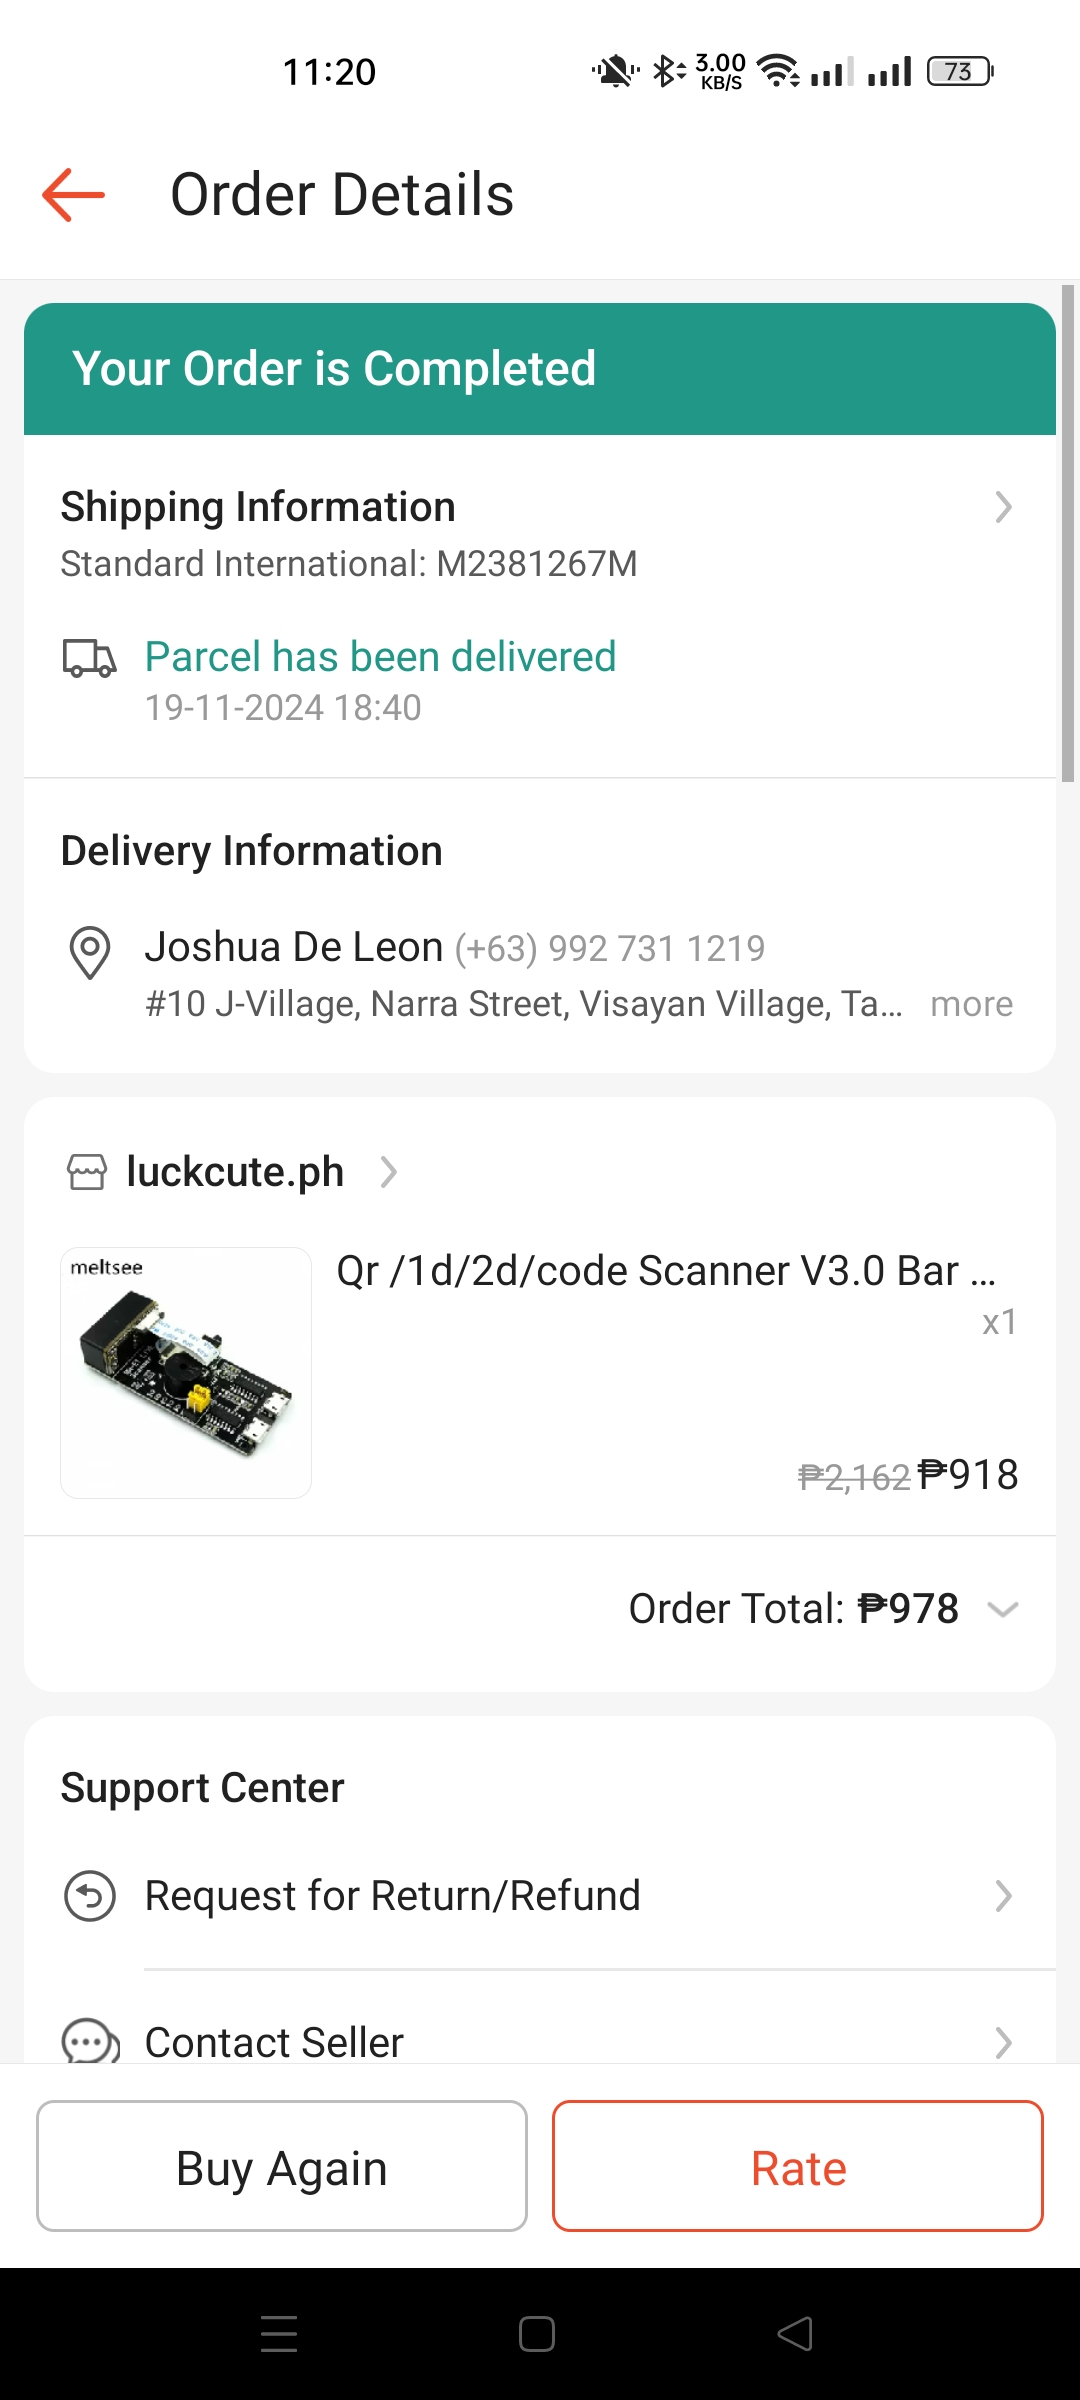 11:20
3.00
KB/S
73
Order Details
Your Order is Completed
Shipping Information
Standard International: M2381267M
Parcel has been delivered
19-11-2024 18:40
Delivery Information
Joshua De Leon (+63) 992 731 1219
#10 J-Village, Narra Street, Visayan Village, Ta... more
luckcute.ph
meltsee
Qr /1d/2d/code Scanner V3.0 Bar ...
x1
₱2,162 ₱918
Order Total: ₱978
Support Center
Request for Return/Refund
Contact Seller
Buy Again
Rate